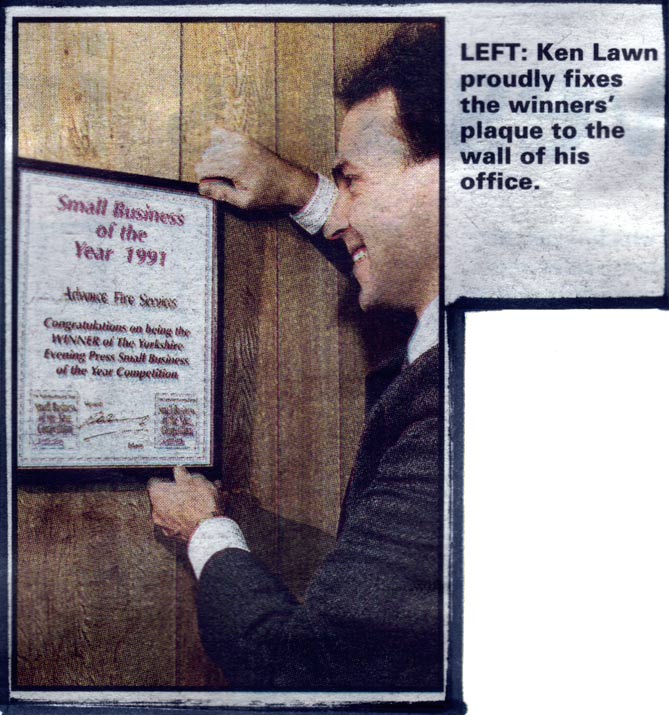 LEFT: Ken Lawn
proudly fixes
the winners'
plaque to the
wall of his
office.
Small Business
of the
Year 1991
Advance Fire Services
Congratulations on being the
WINNER of The Yorkshire
Evening Press Small Business
of the Year Competition